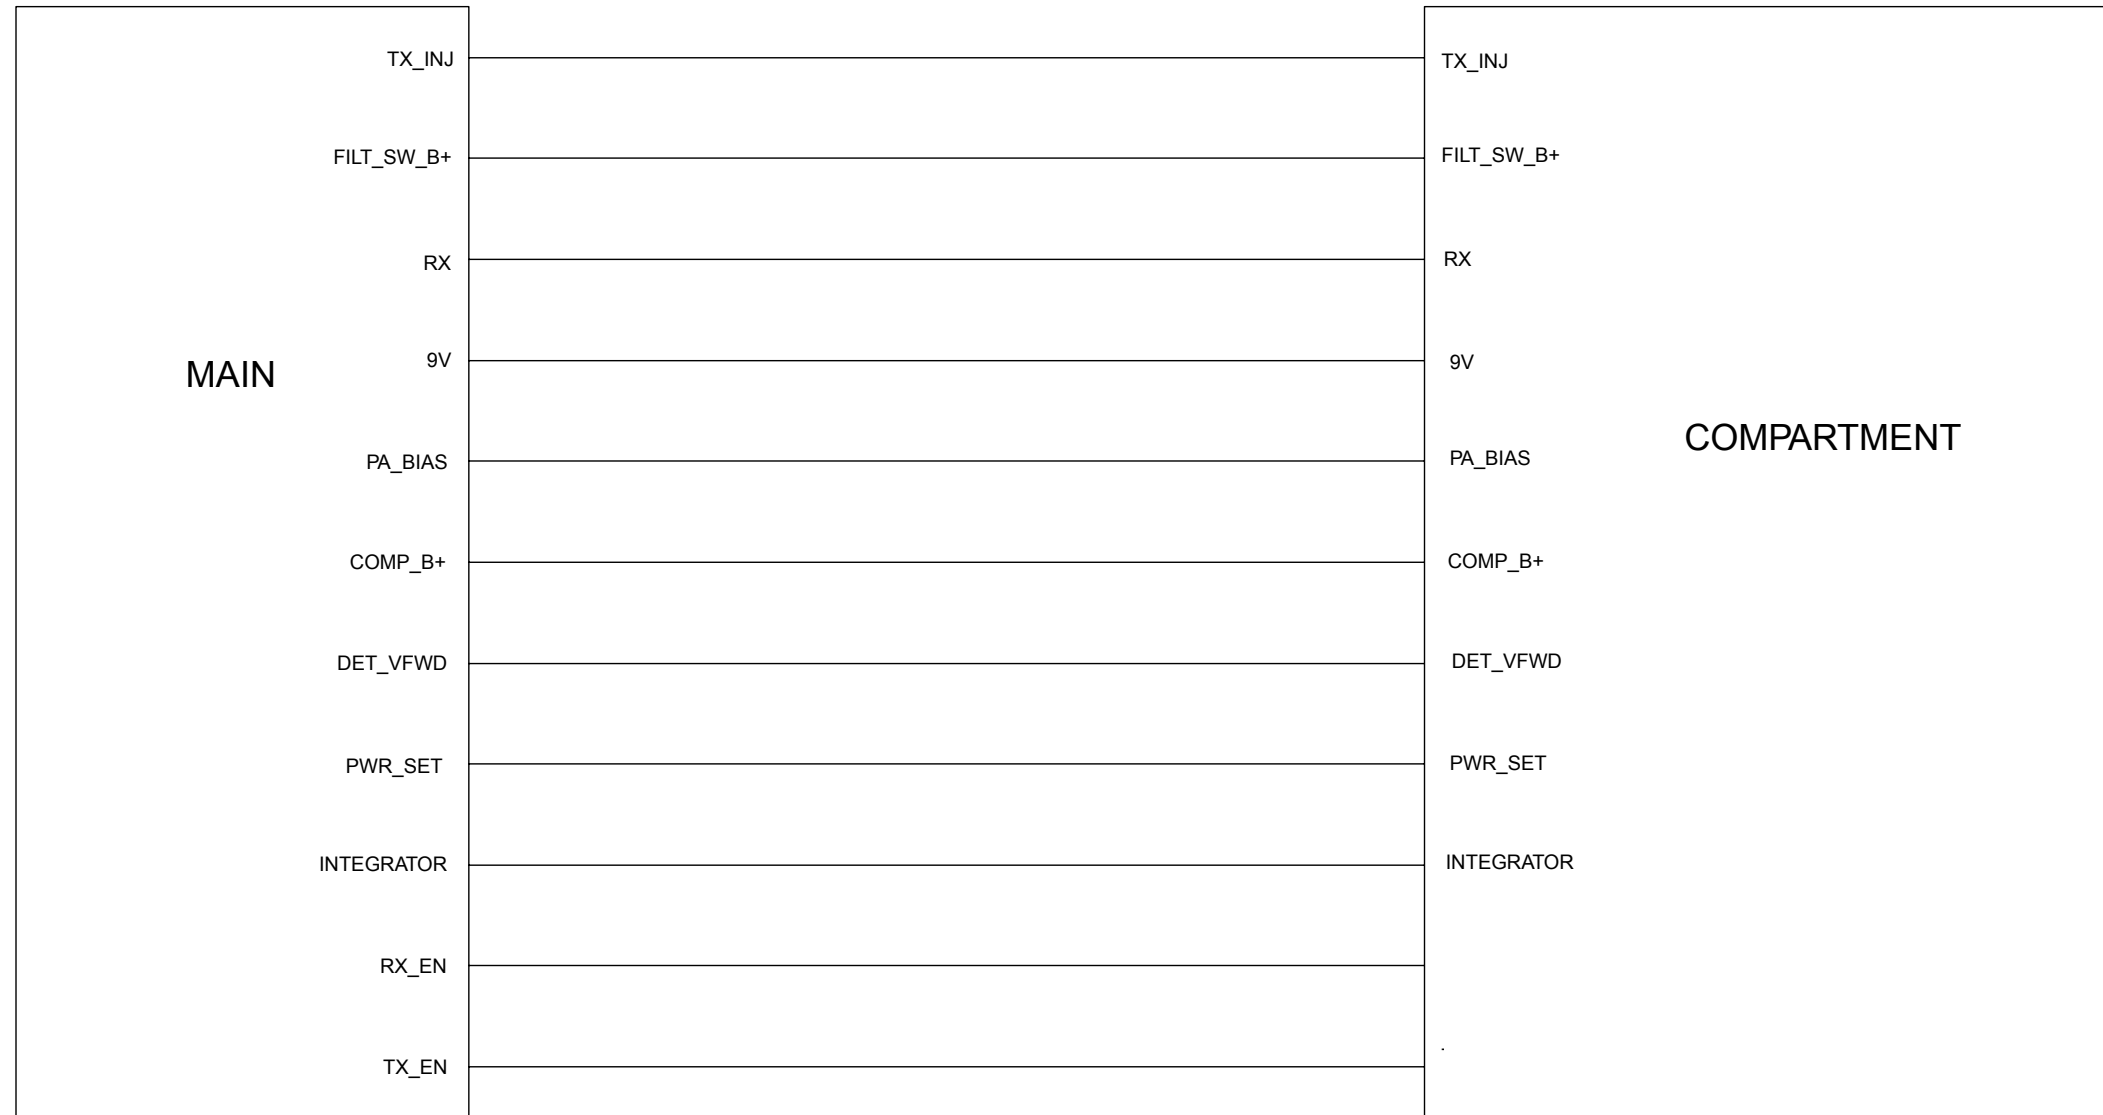 TX_INJ TX_INJ
FILT_SW_B+ FILT_SW_B+
RX RX
9V 9V
MAIN
PA_BIAS PA_BIAS
COMPARTMENT
COMP_B+ COMP_B+
DET_VFWD DET_VFWD
PWR_SET PWR_SET
INTEGRATOR INTEGRATOR
RX_EN
.
TX_EN